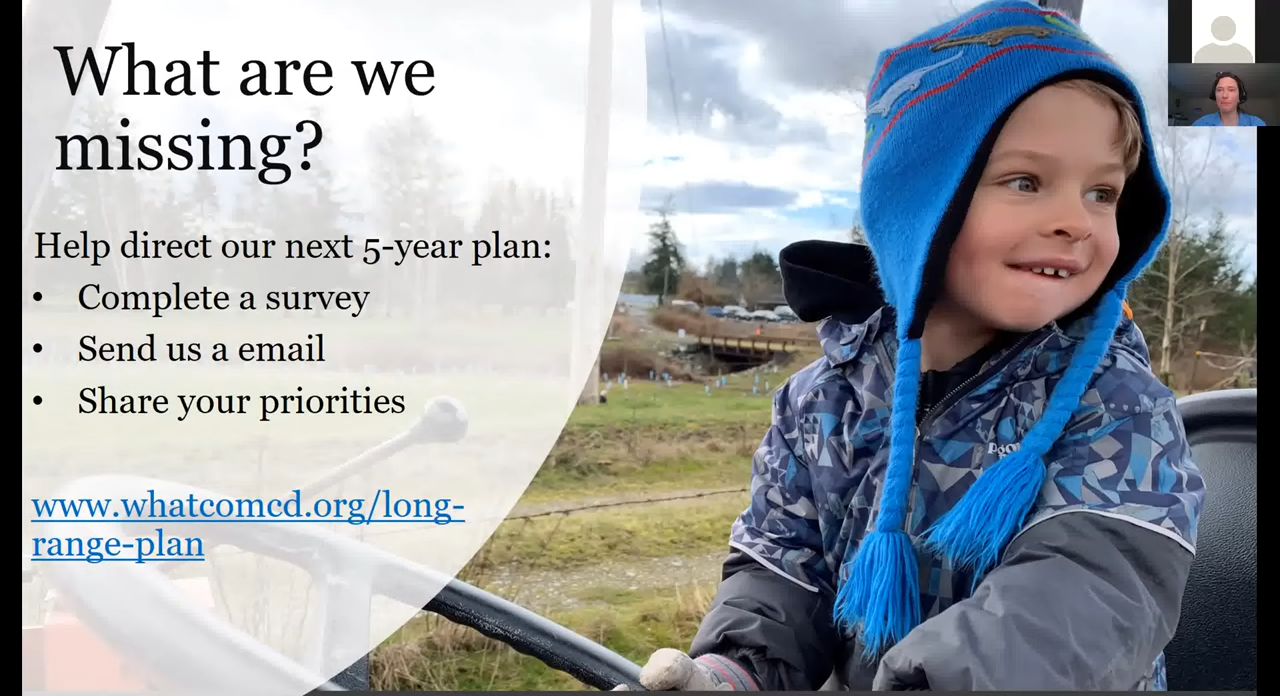 What are we
missing?
Help direct our next 5-year plan:
• Complete a survey
• Send us a email
• Share your priorities
www.whatcomcd.org/long-
range-plan